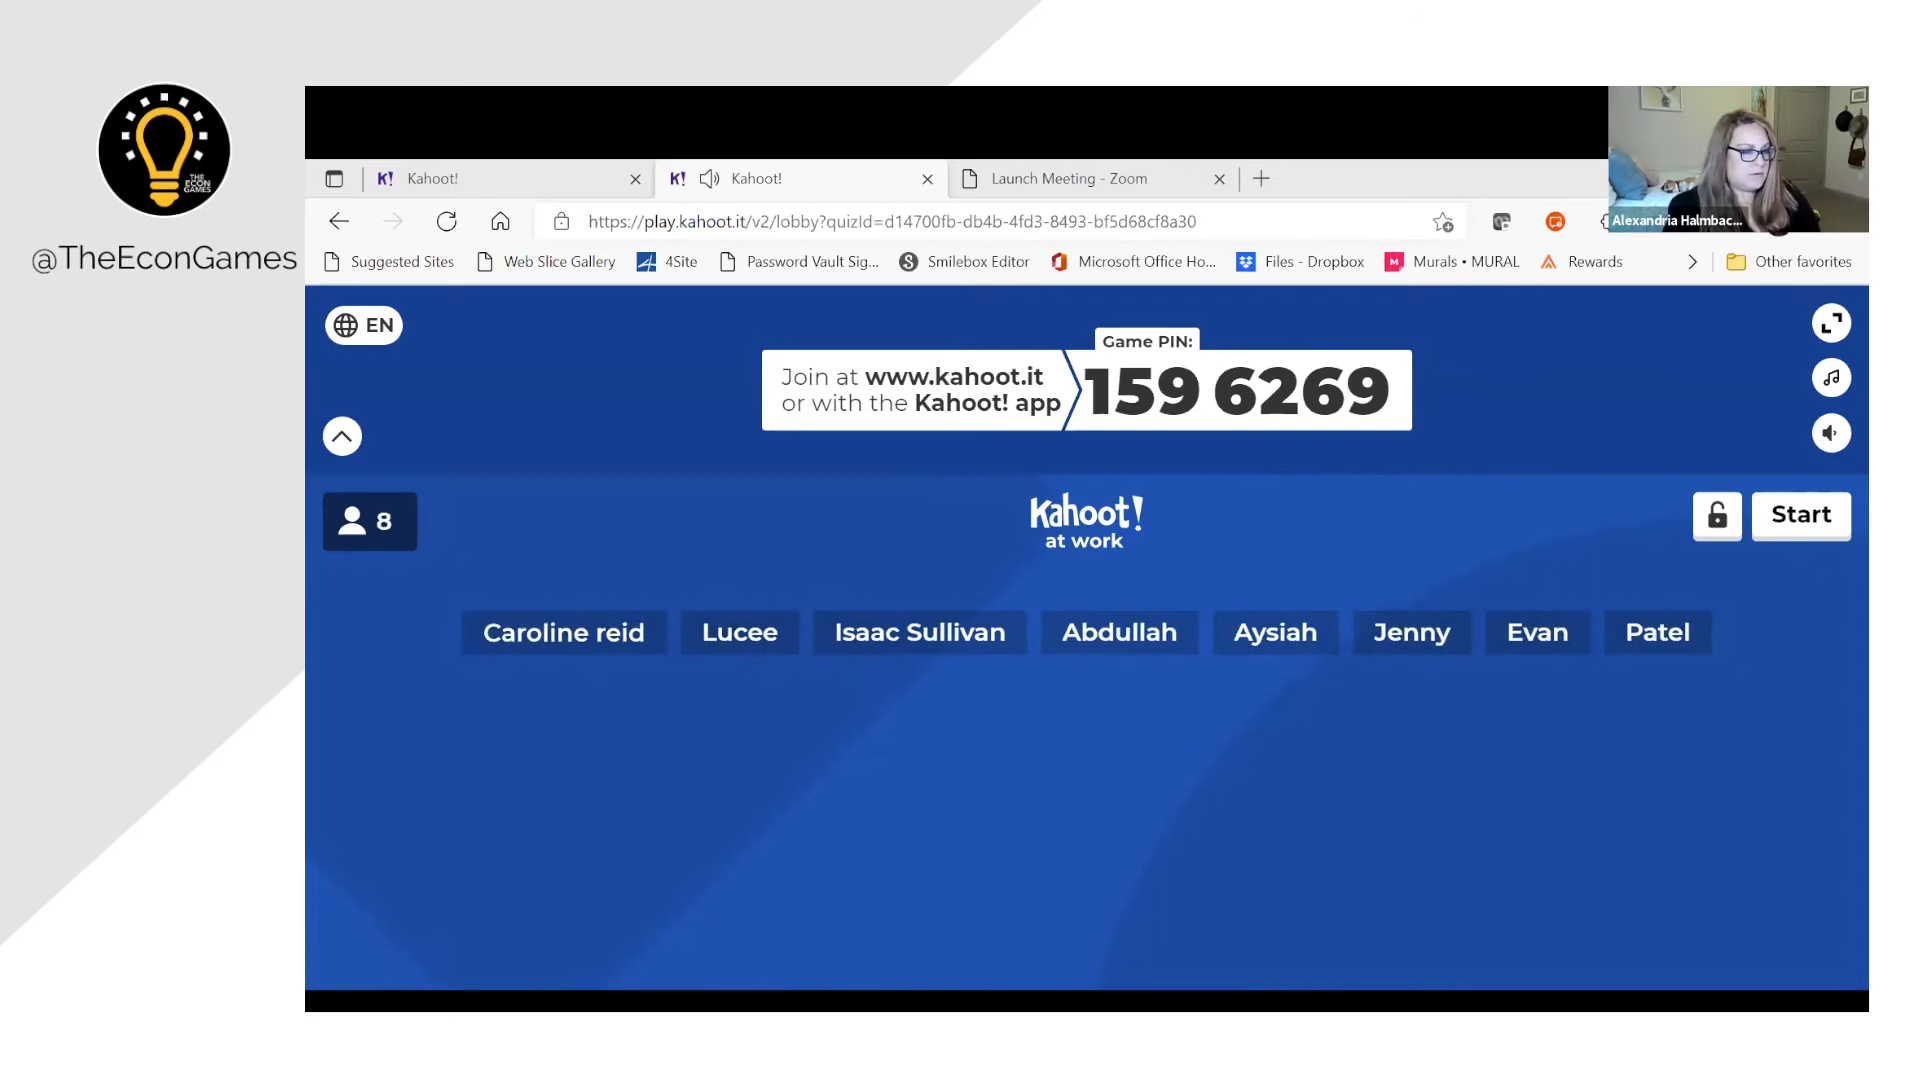 THE
ECON
GAMES
@TheEconGames
Kahoot!
Kahoot!
Launch Meeting - Zoom
https://play.kahoot.it/v2/lobby?quizId=d14700fb-db4b-4fd3-8493-bf5d68cf8a30
Alexandria Halmbac...
Suggested Sites
Web Slice Gallery
4Site
Password Vault Sig...
Smilebox Editor
Microsoft Office Ho...
Files - Dropbox
Murals • MURAL
Rewards
Other favorites
EN
Game PIN:
Join at www.kahoot.it
or with the Kahoot! app
159 6269
8
Kahoot!
at work
Start
Caroline reid
Lucee
Isaac Sullivan
Abdullah
Aysiah
Jenny
Evan
Patel